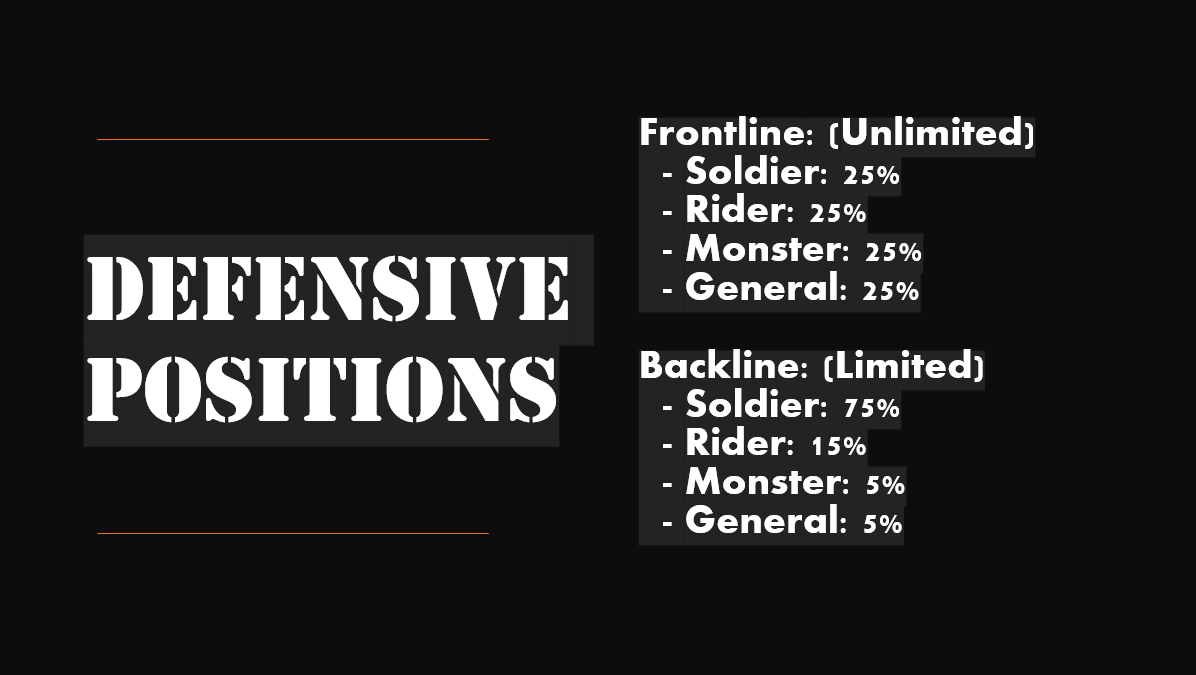 DEFENSIVE
POSITIONS
Frontline: (Unlimited)
- Soldier: 25%
- Rider: 25%
- Monster: 25%
- General: 25%
Backline: (Limited)
- Soldier: 75%
- Rider: 15%
- Monster: 5%
- General: 5%